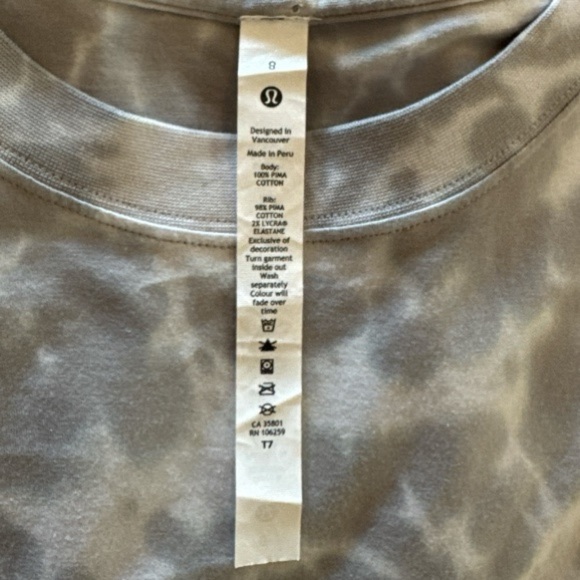 8
Designed in
Vancouver
Made in Peru
Body:
100% PIMA
COTTON
Rib:
98% PIMA
COTTON
2% LYCRA®
ELASTANE
Exclusive of
decoration
Turn garment
inside out
Wash
separately
Colour will
fade over
time
CA 35801
RN 106259
T7